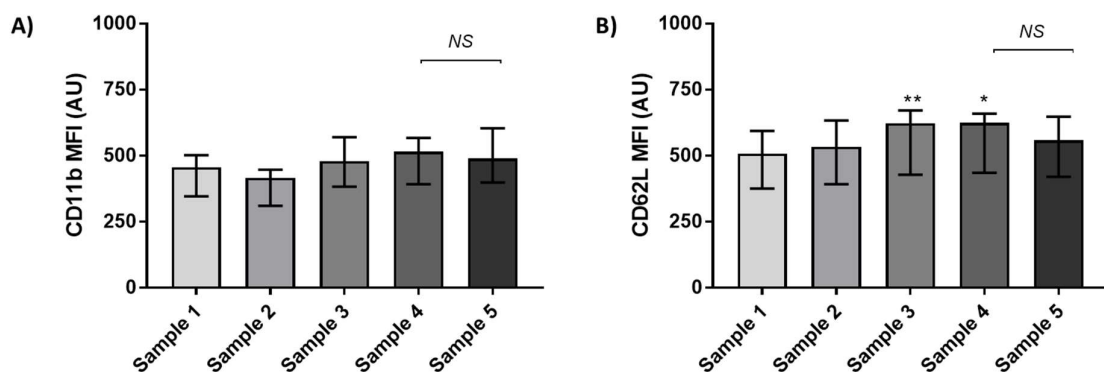 A)
CD11b MFI (AU)
1000
750
500
250
0
NS
Sample 1
Sample 2
Sample 3
Sample 4
Sample 5
B)
CD62L MFI (AU)
1000
750
500
250
0
**
*
NS
Sample 1
Sample 2
Sample 3
Sample 4
Sample 5